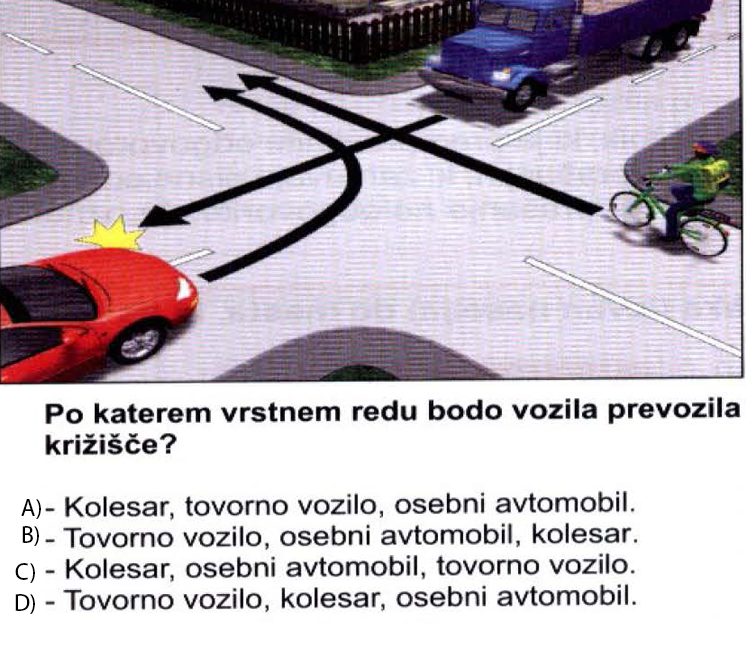 Po katerem vrstnem redu bodo vozila prevozila
križišče?
A) - Kolesar, tovorno vozilo, osebni avtomobil.
B) - Tovorno vozilo, osebni avtomobil, kolesar.
C) - Kolesar, osebni avtomobil, tovorno vozilo.
D) - Tovorno vozilo, kolesar, osebni avtomobil.